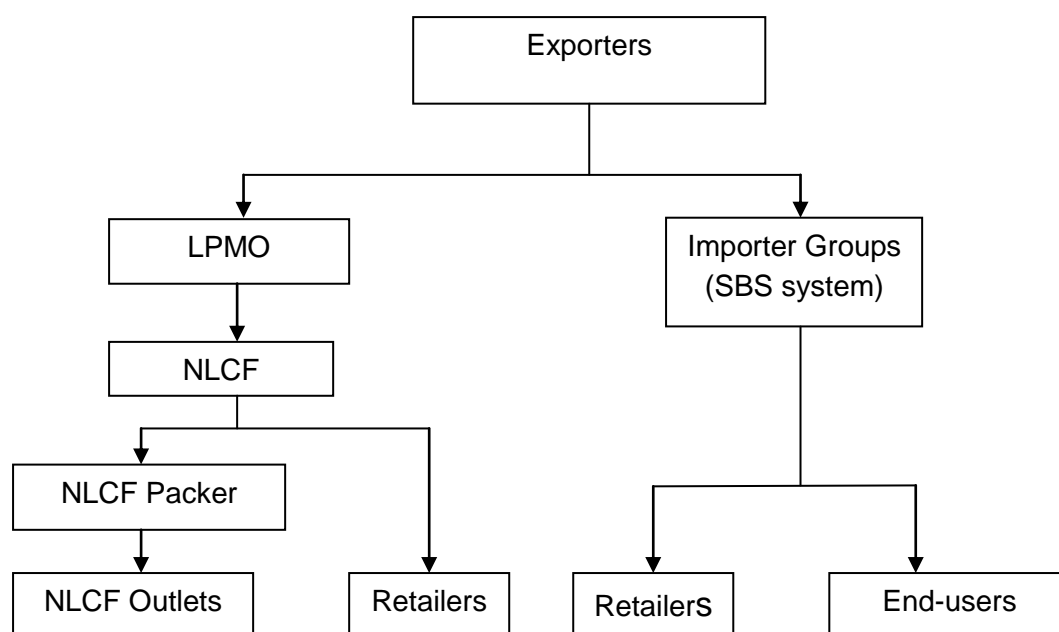 Exporters
LPMO
Importer Groups
(SBS system)
NLCF
NLCF Packer
NLCF Outlets
Retailers
Retailers
End-users